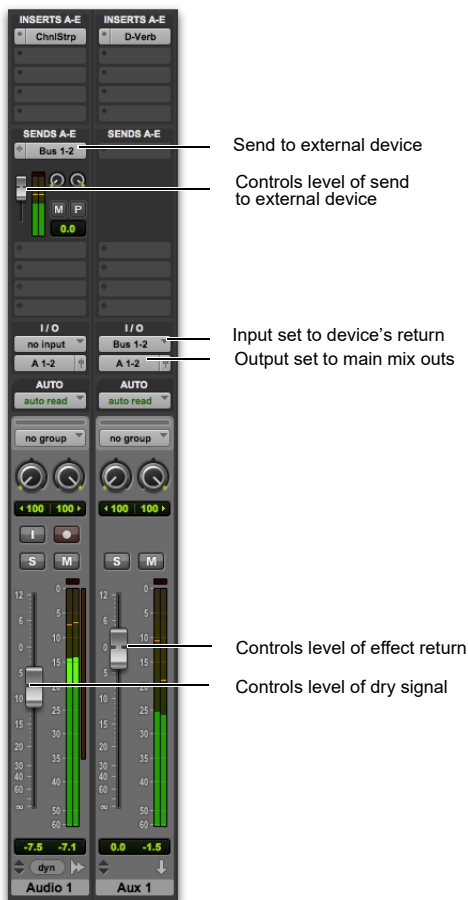 INSERTS A-E INSERTS A-E
ChnlStrp D-Verb
SENDS A-E SENDS A-E
Bus 1-2
Send to external device
Controls level of send
to external device
M P
0.0
I / O I / O
no input Bus 1-2
Input set to device's return
A 1-2 A 1-2
Output set to main mix outs
AUTO AUTO
auto read auto read
no group no group
100 100 100 100
I
S M S M
12 0 12 0
6 5 6 5
0 10 0 10
5 15 5 15
10 20 10 20
15 25 15 25
20 30 20 30
30 35 30 35
40 40 40 40
60 60
∞ 50 ∞ 50
60 60
Controls level of effect return
Controls level of dry signal
-7.5 -7.1 0.0 -1.5
dyn
Audio 1 Aux 1